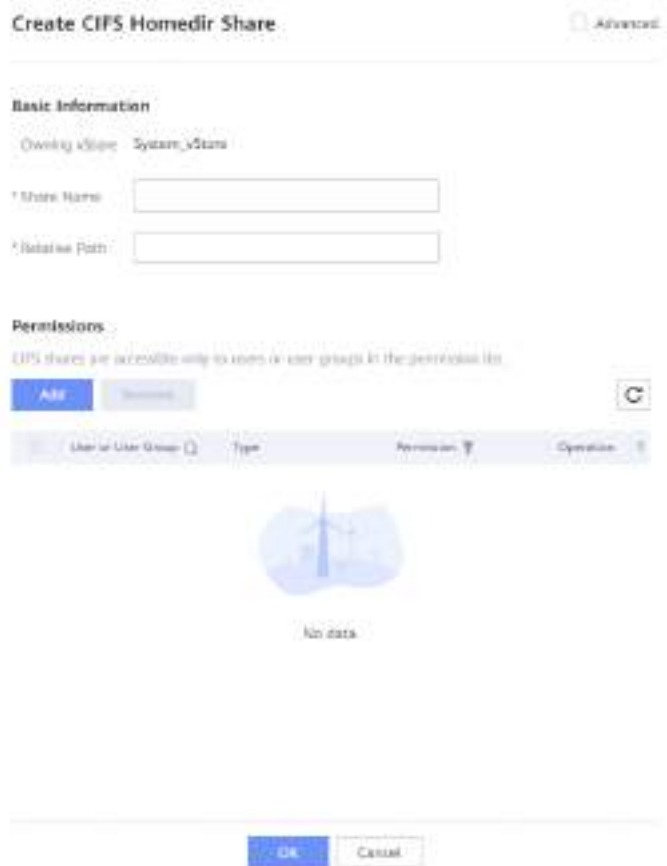 Create CIFS Homedir Share
Advanced
Basic Information
Owning vStore System_vStore
* Share Name
* Relative Path
Permissions
CIFS shares are accessible only to users or user groups in the permission list.
Add Remove
User or User Group Type Permission Operation
No data
OK Cancel